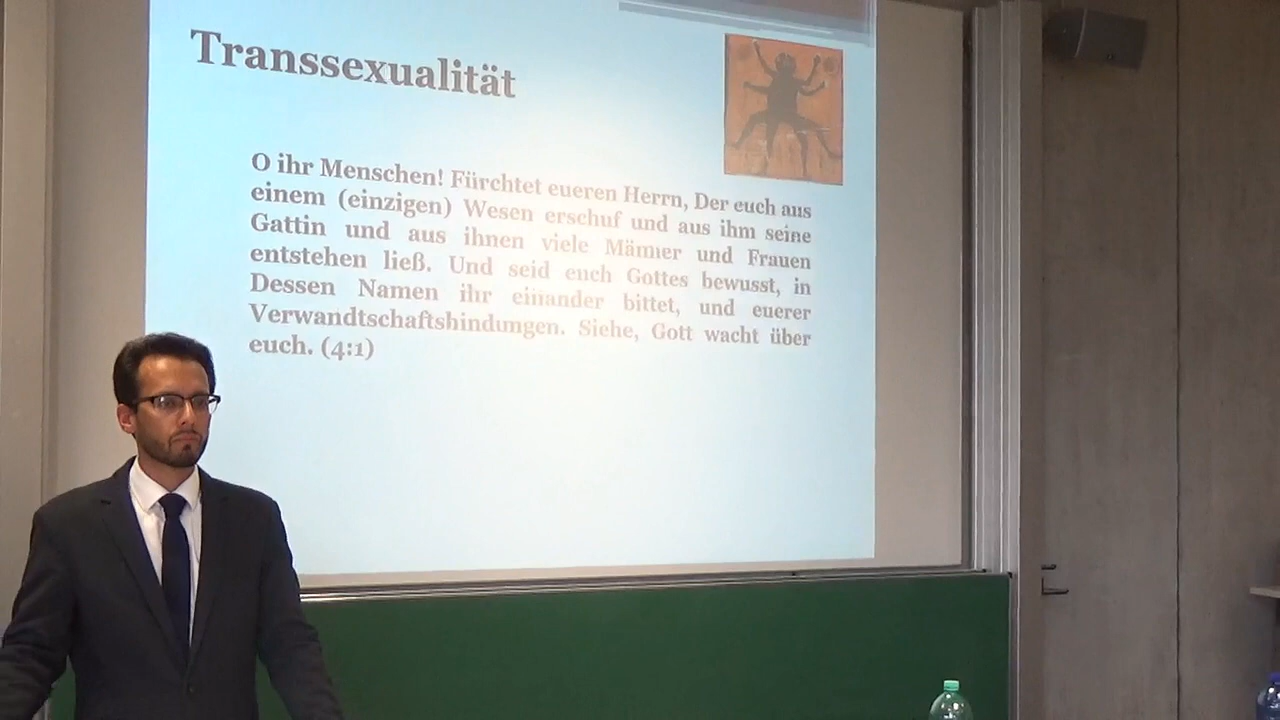 Transsexualität
O ihr Menschen! Fürchtet eueren Herrn, Der euch aus
einem (einzigen) Wesen erschuf und aus ihm seine
Gattin und aus ihnen viele Männer und Frauen
entstehen ließ. Und seid euch Gottes bewusst, in
Dessen Namen ihr einander bittet, und euerer
Verwandtschaftsbindungen. Siehe, Gott wacht über
euch. (4:1)